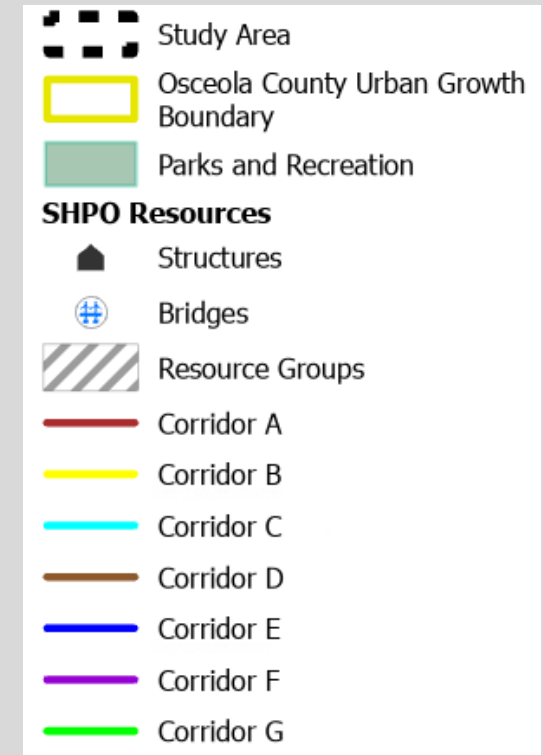 Study Area
Osceola County Urban Growth
Boundary
Parks and Recreation
SHPO Resources
Structures
Bridges
Resource Groups
Corridor A
Corridor B
Corridor C
Corridor D
Corridor E
Corridor F
Corridor G